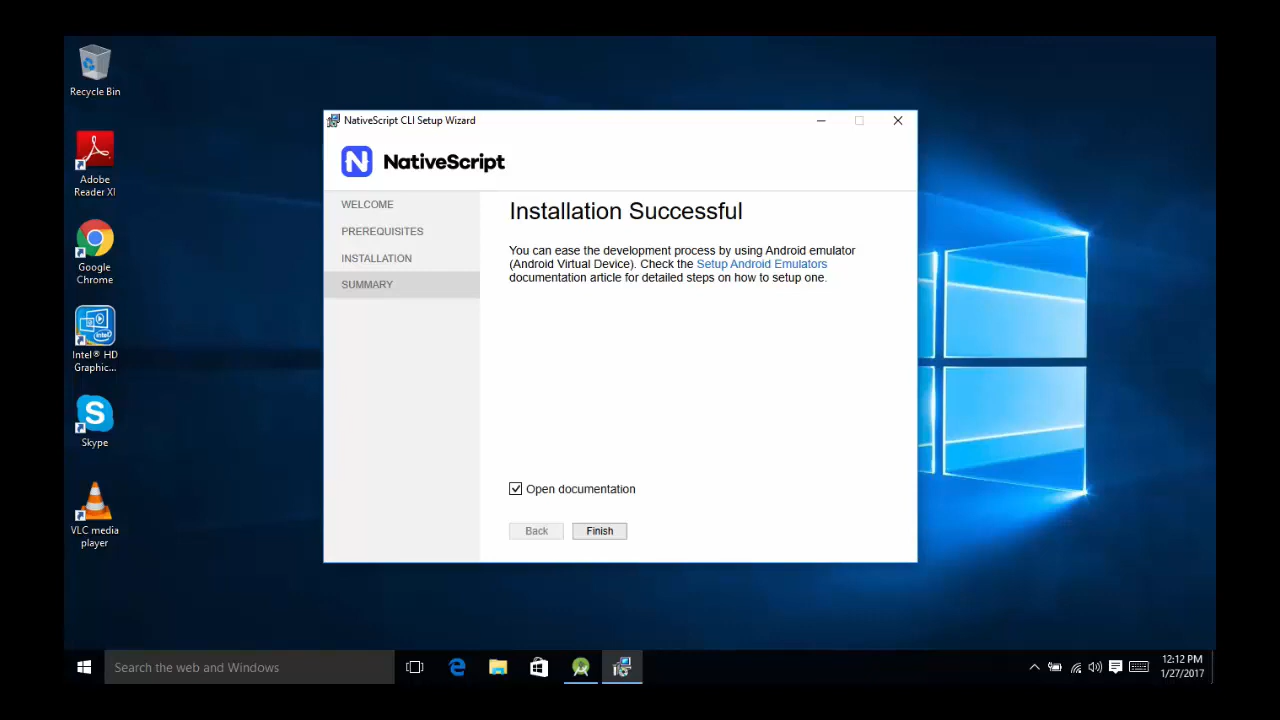 Recycle Bin
Adobe
Reader XI
Google
Chrome
intel
Intel® HD
Graphic...
S
Skype
VLC media
player
NativeScript CLI Setup Wizard
N NativeScript
WELCOME
PREREQUISITES
INSTALLATION
SUMMARY
Installation Successful
You can ease the development process by using Android emulator
(Android Virtual Device). Check the Setup Android Emulators
documentation article for detailed steps on how to setup one.
Open documentation
Back Finish
Search the web and Windows
12:12 PM
1/27/2017